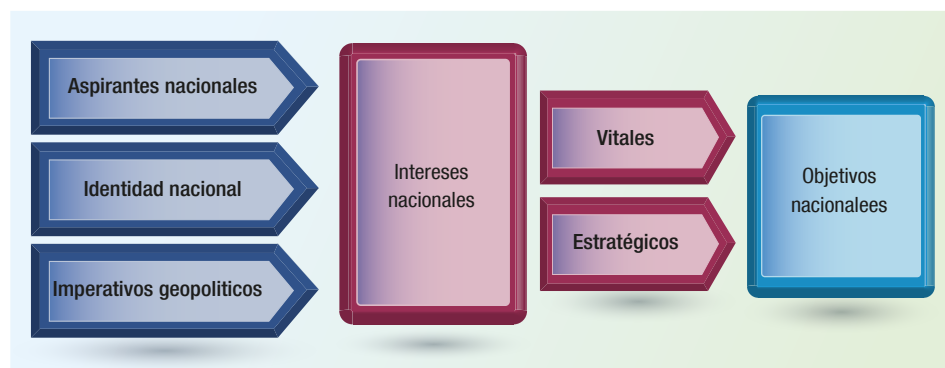 Aspirantes nacionales
Identidad nacional
Imperativos geopoliticos
Intereses
nacionales
Vitales
Estratégicos
Objetivos
nacionalees